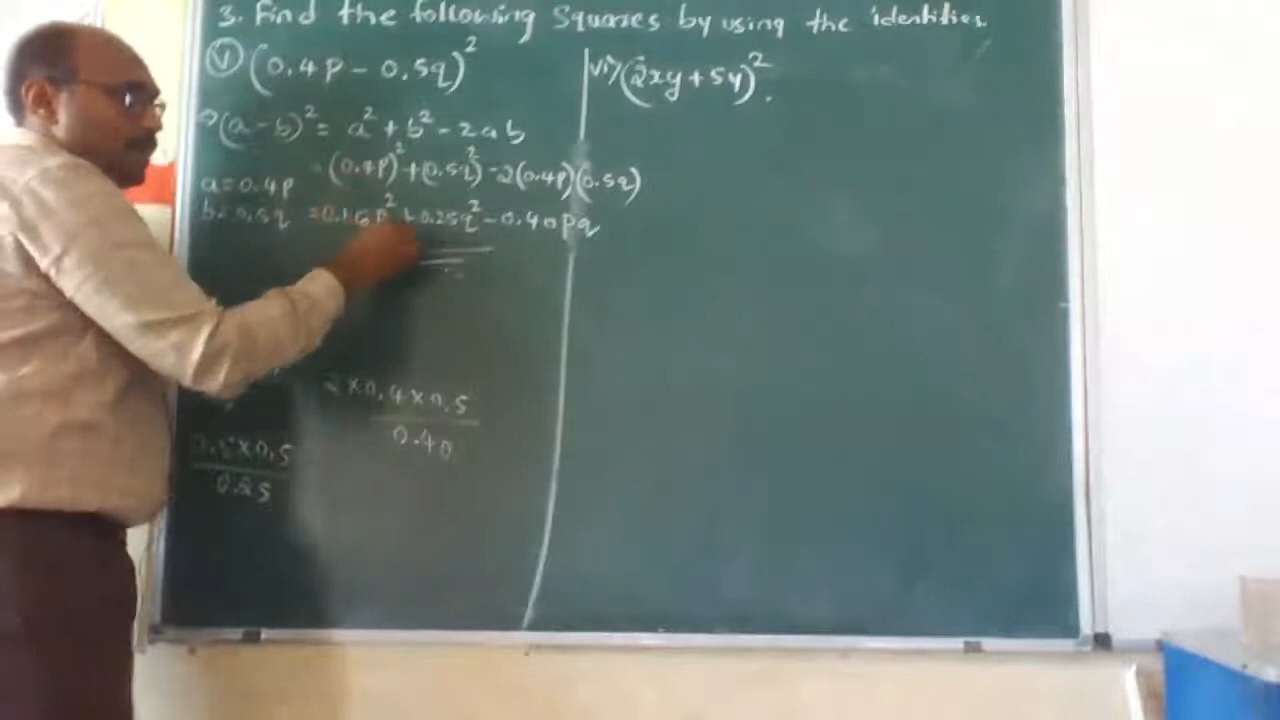 3. Find the following Squares by using the identities
v) (0.4p - 0.5q)²
⇒ (a - b)² = a² + b² - 2ab
= (0.4p)² + (0.5q)² - 2(0.4p)(0.5q)
a = 0.4p
b = 0.5q = 0.16p² + 0.25q² - 0.40pq
2 × 0.4 × 0.5
0.40
0.5 × 0.5
0.25
vi) (2xy + 5y)².